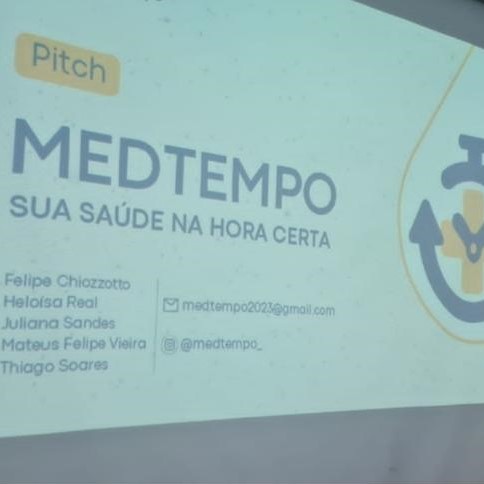 Pitch
MEDTEMPO
SUA SAÚDE NA HORA CERTA
Felipe Chiozzotto
Heloísa Real
Juliana Sandes
Mateus Felipe Vieira
Thiago Soares
medtempo2023@gmail.com
@medtempo_